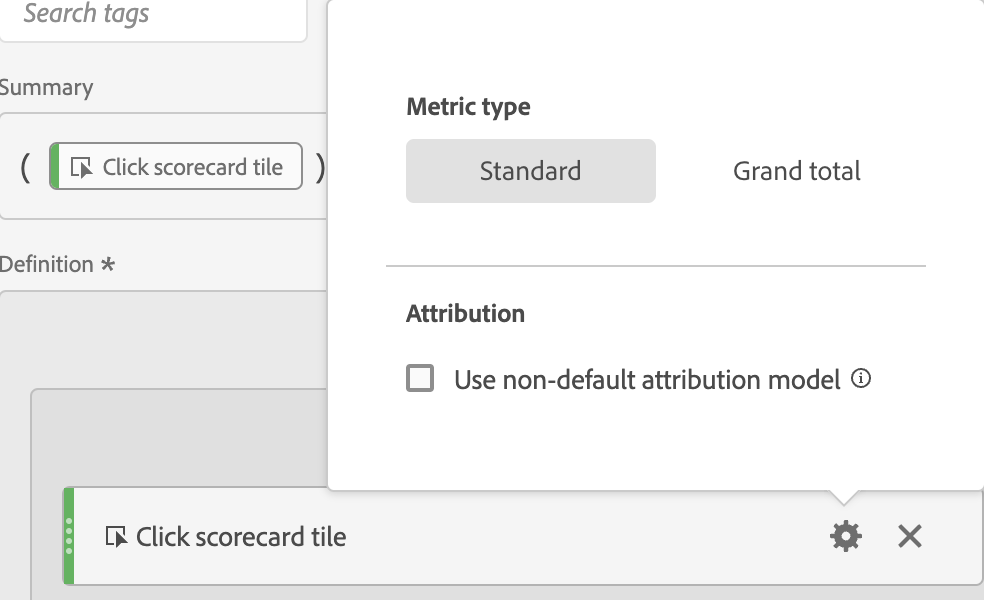 Search tags
Summary
( Click scorecard tile )
Definition *
Metric type
Standard
Grand total
Attribution
Use non-default attribution model
Click scorecard tile